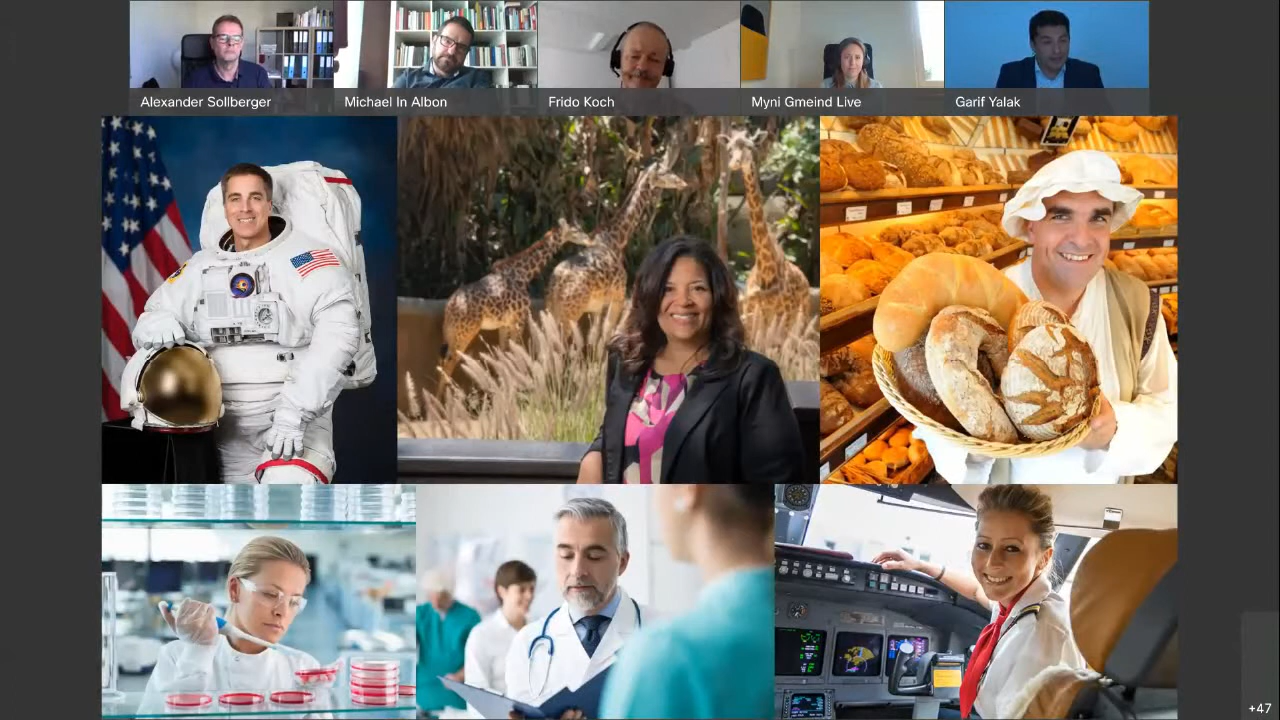 Alexander Sollberger
Michael In Albon
Frido Koch
Myni Gmeind Live
Garif Yalak
+47